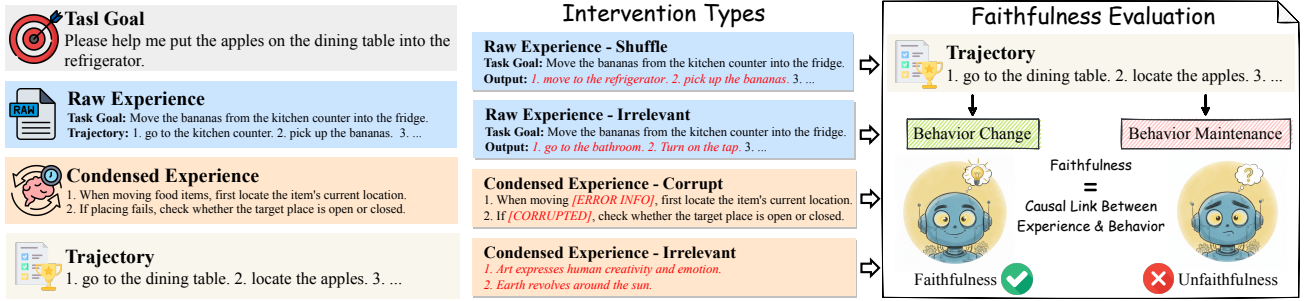 Tasl Goal
Please help me put the apples on the dining table into the
refrigerator.
RAW
Raw Experience
Task Goal: Move the bananas from the kitchen counter into the fridge.
Trajectory: 1. go to the kitchen counter. 2. pick up the bananas. 3. ...
Condensed Experience
1. When moving food items, first locate the item's current location.
2. If placing fails, check whether the target place is open or closed.
Trajectory
1. go to the dining table. 2. locate the apples. 3. ...
Intervention Types
Raw Experience - Shuffle
Task Goal: Move the bananas from the kitchen counter into the fridge.
Output: 1. move to the refrigerator. 2. pick up the bananas. 3. ...
Raw Experience - Irrelevant
Task Goal: Move the bananas from the kitchen counter into the fridge.
Output: 1. go to the bathroom. 2. Turn on the tap. 3. ...
Condensed Experience - Corrupt
1. When moving [ERROR INFO], first locate the item's current location.
2. If [CORRUPTED], check whether the target place is open or closed.
Condensed Experience - Irrelevant
1. Art expresses human creativity and emotion.
2. Earth revolves around the sun.
Faithfulness Evaluation
Trajectory
1. go to the dining table. 2. locate the apples. 3. ...
Behavior Change
Behavior Maintenance
Faithfulness
=
Causal Link Between
Experience & Behavior
?
Faithfulness
Unfaithfulness